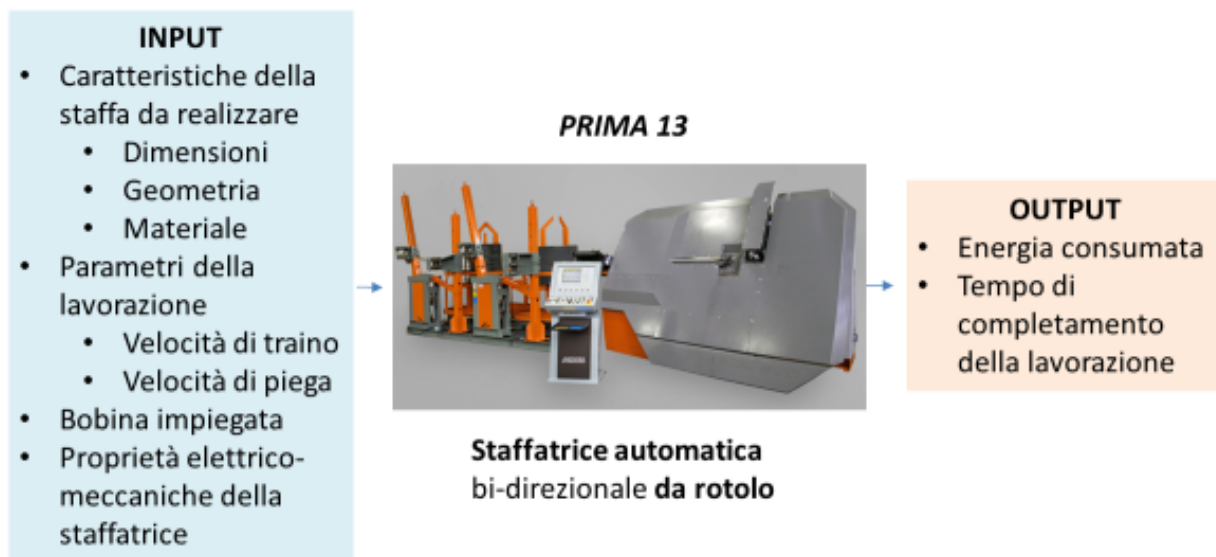 INPUT
• Caratteristiche della
staffa da realizzare
• Dimensioni
• Geometria
• Materiale
• Parametri della
lavorazione
• Velocità di traino
• Velocità di piega
• Bobina impiegata
• Proprietà elettrico-
meccaniche della
staffatrice
PRIMA 13
Staffatrice automatica
bi-direzionale da rotolo
OUTPUT
• Energia consumata
• Tempo di
completamento
della lavorazione